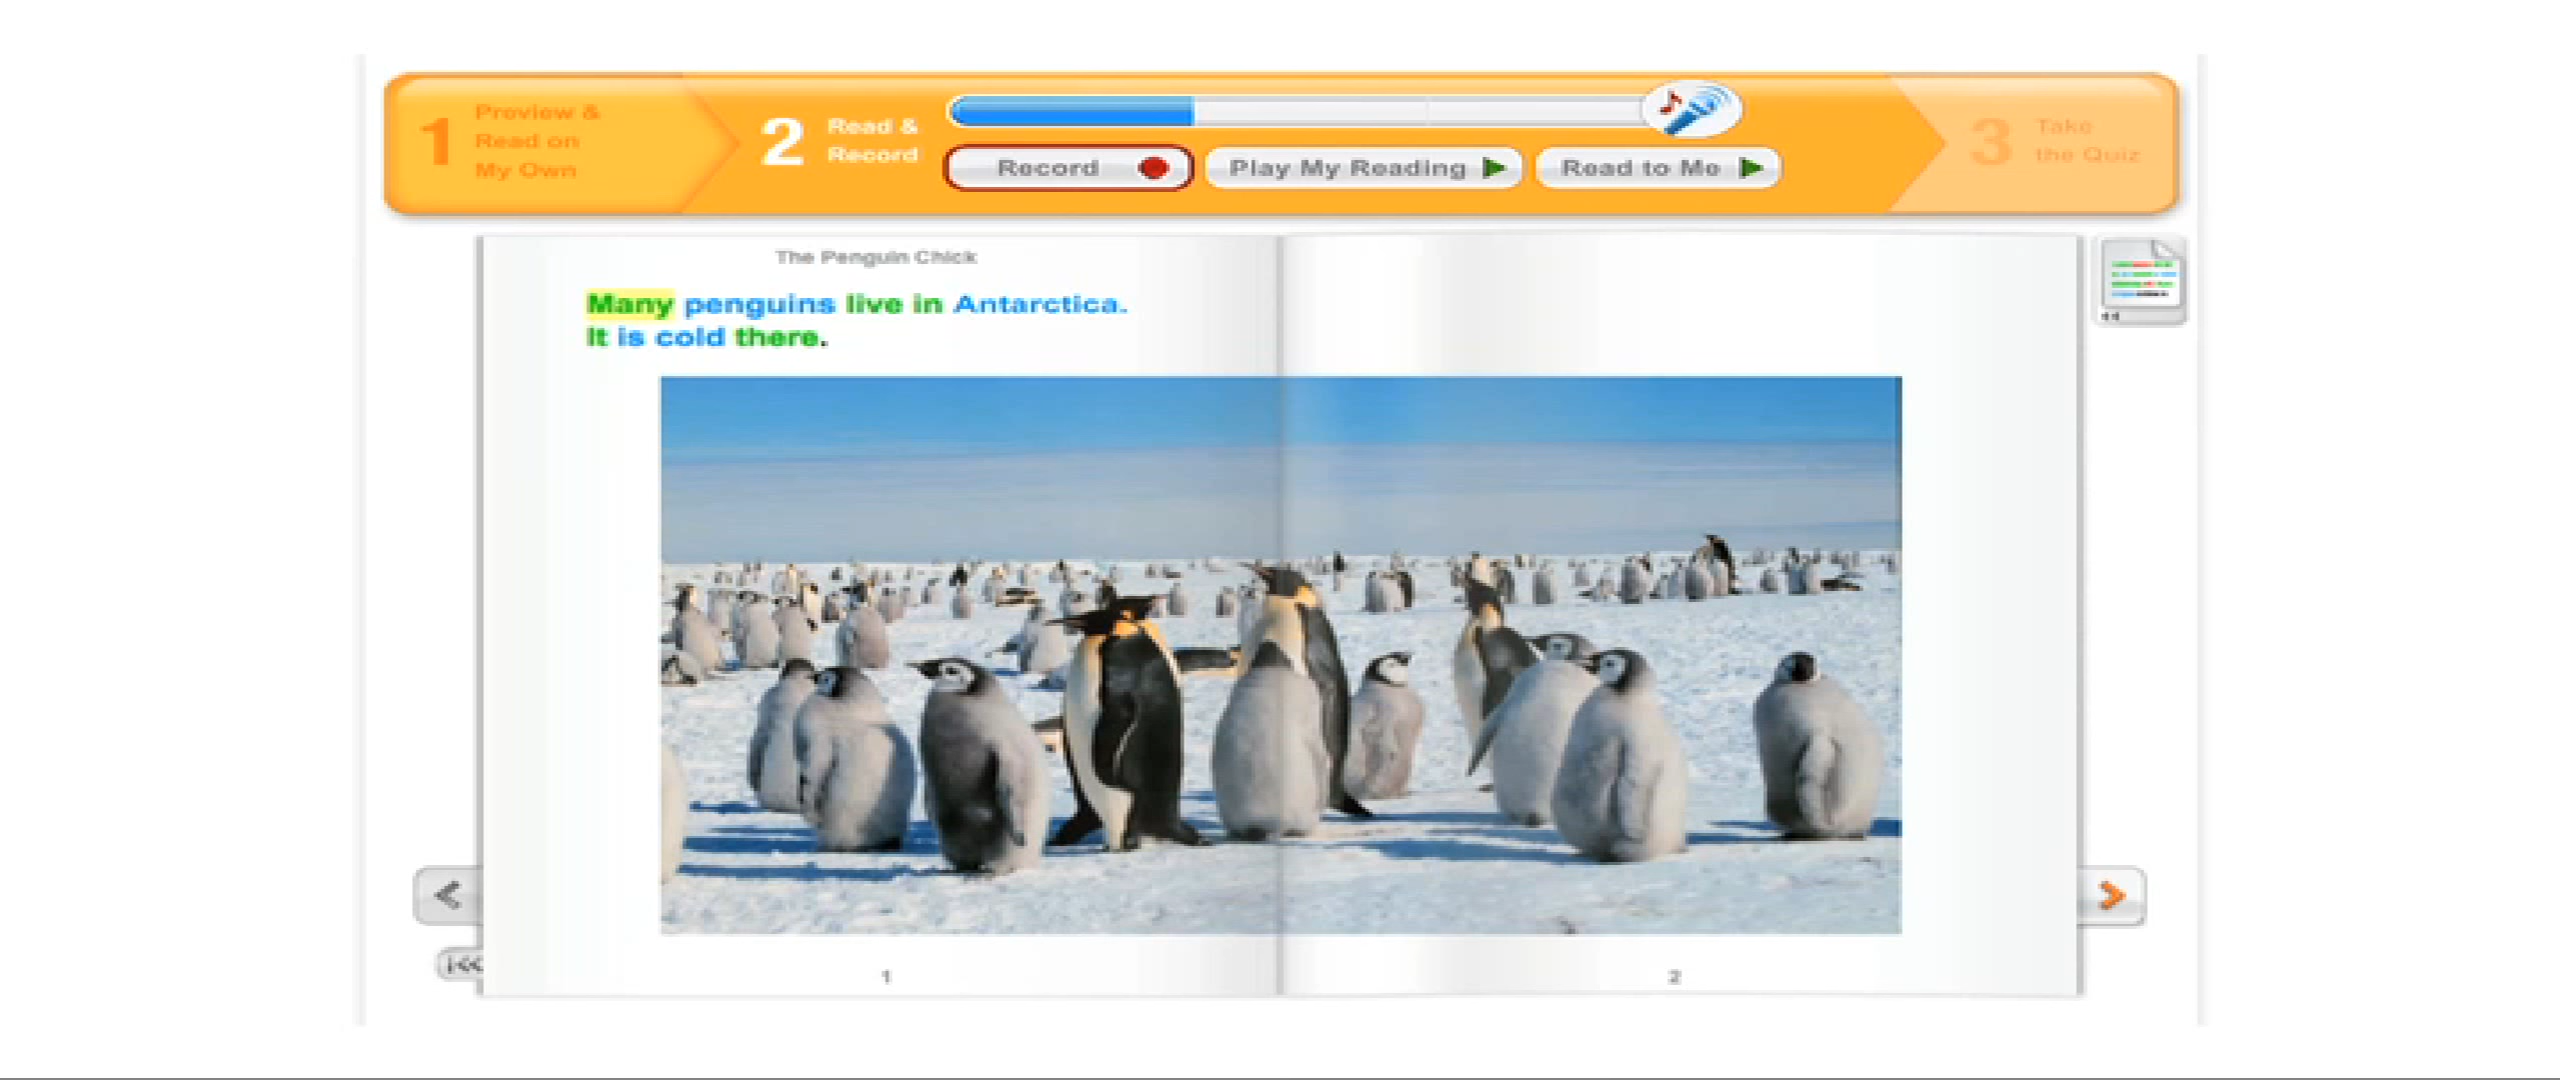 1
Preview &
Read on
My Own
2
Read &
Record
Record
Play My Reading
Read to Me
3
Take
the Quiz
The Penguin Chick
Many penguins live in Antarctica.
It is cold there.
1
2